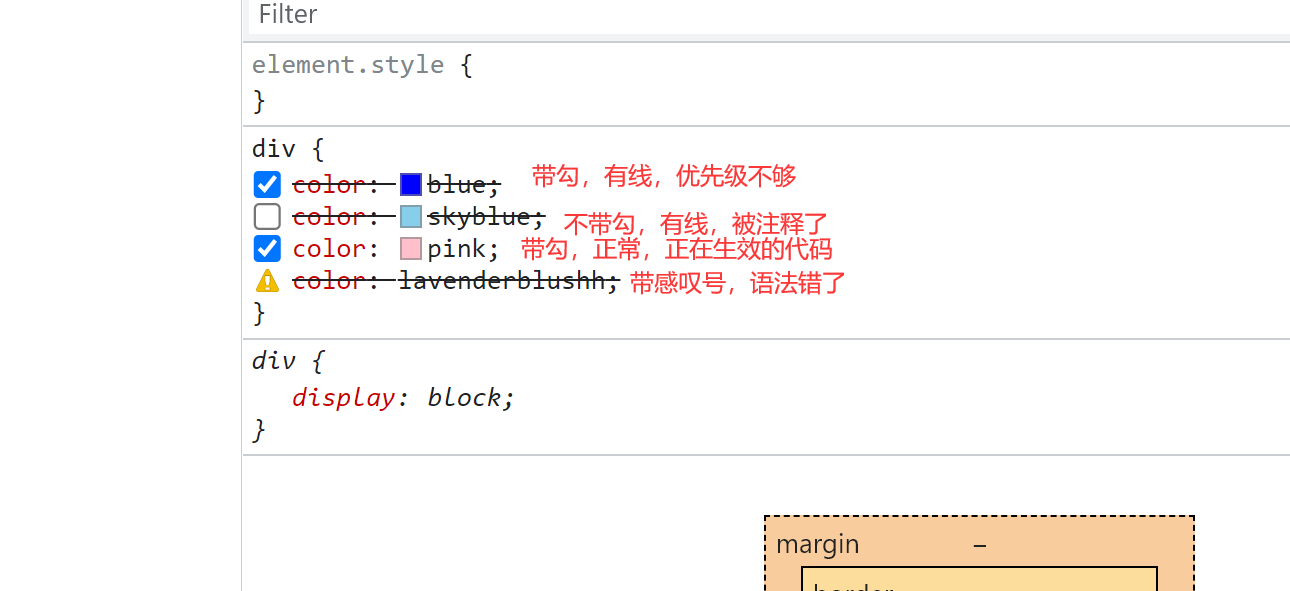 Filter
element.style {
}
div {
color: blue; 带勾，有线，优先级不够
color: skyblue; 不带勾，有线，被注释了
color: pink; 带勾，正常，正在生效的代码
color: lavenderblushh; 带感叹号，语法错了
}
div {
display: block;
}
margin –
border